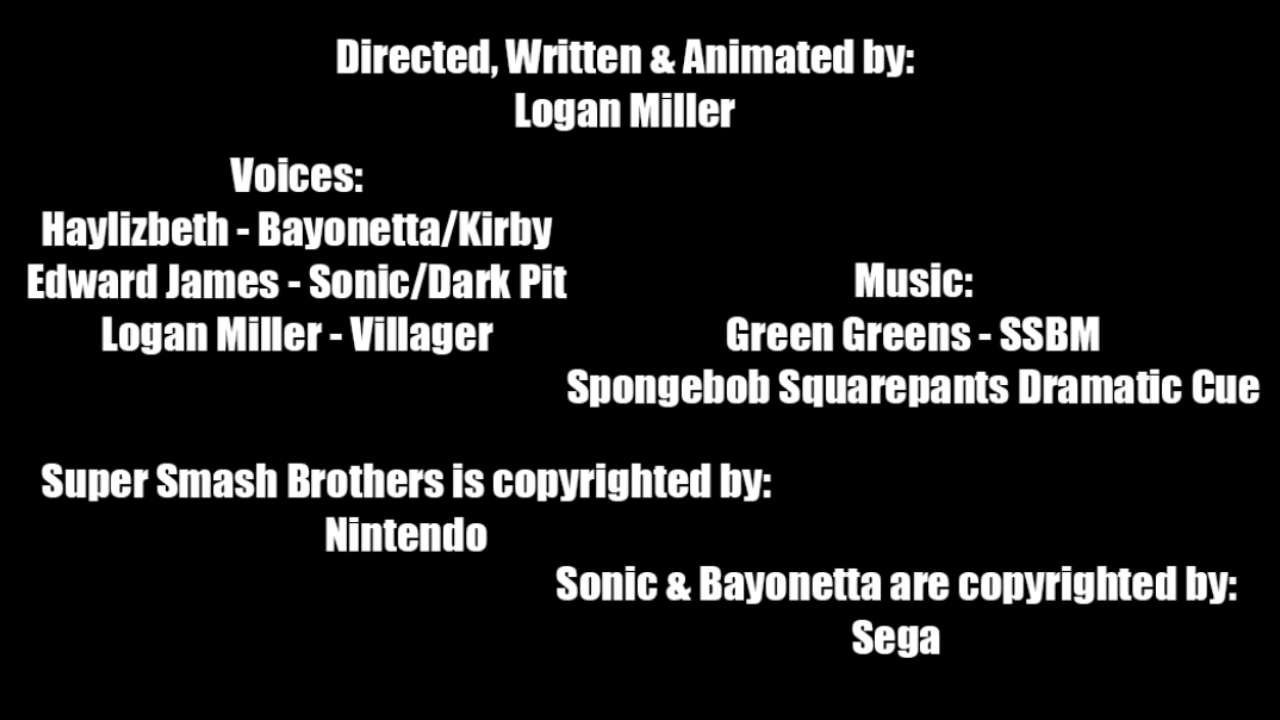 Directed, Written & Animated by:
Logan Miller
Voices:
Haylizbeth - Bayonetta/Kirby
Edward James - Sonic/Dark Pit
Logan Miller - Villager
Music:
Green Greens - SSBM
Spongebob Squarepants Dramatic Cue
Super Smash Brothers is copyrighted by:
Nintendo
Sonic & Bayonetta are copyrighted by:
Sega